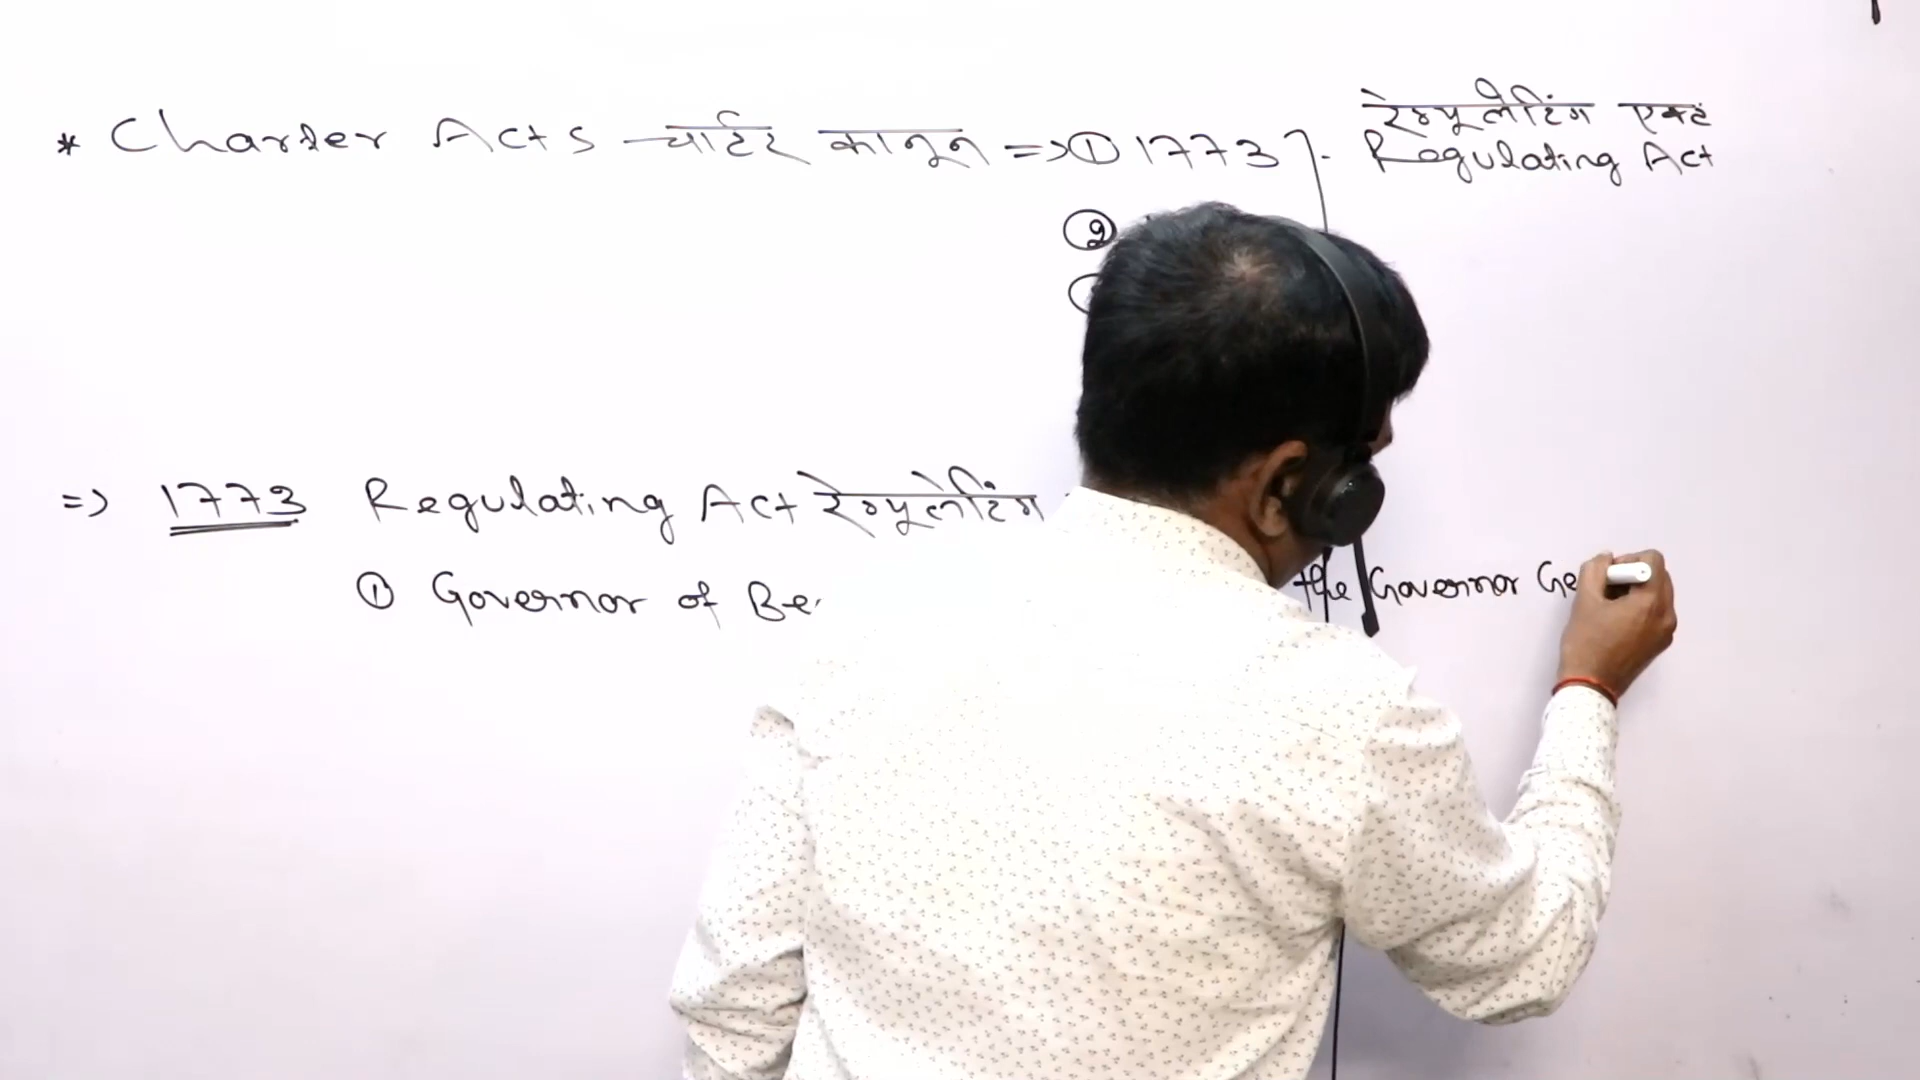 * Charter Acts चार्टर कानून => ① 1773
रेग्यूलेटिंग एक्ट
Regulating Act
②
=> 1773 Regulating Act रेग्यूलेटिंग
① Governor of Be the Governor Ge